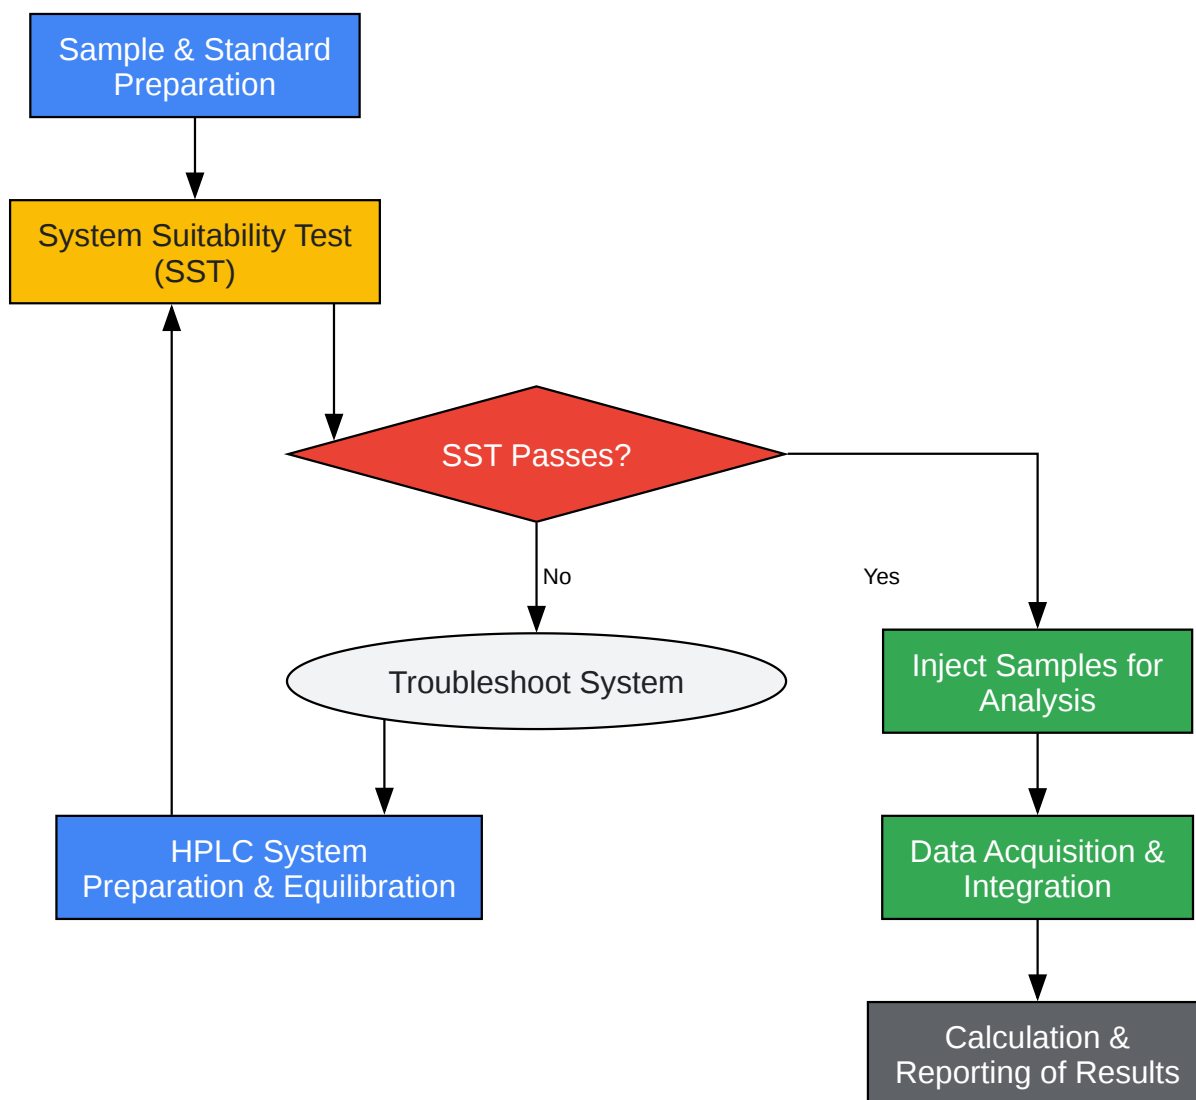 Sample & Standard
Preparation
System Suitability Test
(SST)
SST Passes?
No
Yes
Troubleshoot System
Inject Samples for
Analysis
HPLC System
Preparation & Equilibration
Data Acquisition &
Integration
Calculation &
Reporting of Results